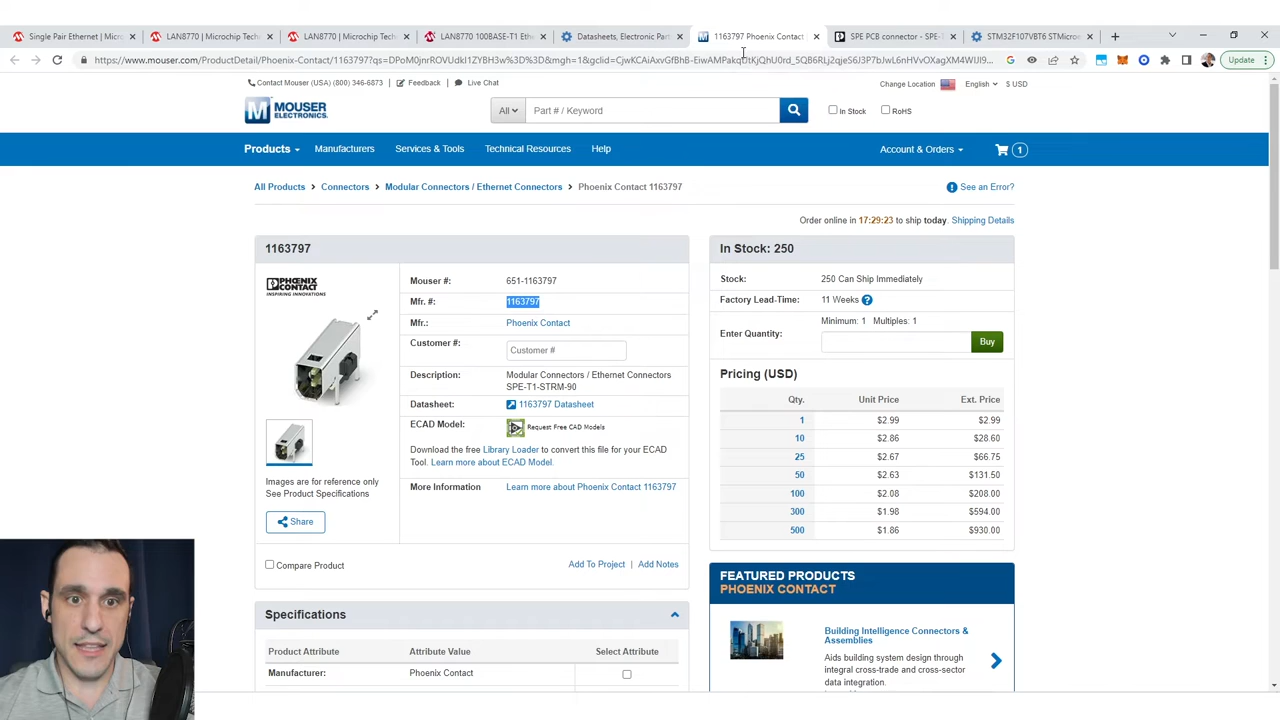 Single Pair Ethernet | Microchip
LAN8770 | Microchip Tech
LAN8770 | Microchip Tech
LAN8770 100BASE-T1 Eth
Datasheets, Electronic Part
1163797 Phoenix Contact
SPE PCB connector - SPE-
STM32F107VBT6 STMicroe
Update
Contact Mouser (USA) (800) 346-6873 | Feedback
Live Chat
Change Location
English
$ USD
MOUSER
ELECTRONICS
All
Part # / Keyword
In Stock
RoHS
Products
Manufacturers
Services & Tools
Technical Resources
Help
Account & Orders
1
All Products > Connectors > Modular Connectors / Ethernet Connectors > Phoenix Contact 1163797
See an Error?
Order online in 17:29:23 to ship today. Shipping Details
1163797
PHOENIX
CONTACT
INSPIRING INNOVATIONS
Images are for reference only
See Product Specifications
Share
Mouser #: 651-1163797
Mfr. #: 1163797
Mfr.: Phoenix Contact
Customer #: Customer #
Description: Modular Connectors / Ethernet Connectors
SPE-T1-STRM-90
Datasheet: 1163797 Datasheet
ECAD Model: Request Free CAD Models
Download the free Library Loader to convert this file for your ECAD
Tool. Learn more about ECAD Model.
More Information Learn more about Phoenix Contact 1163797
Compare Product
Add To Project | Add Notes
Specifications
Product Attribute Attribute Value Select Attribute
Manufacturer: Phoenix Contact
In Stock: 250
Stock: 250 Can Ship Immediately
Factory Lead-Time: 11 Weeks
Minimum: 1 Multiples: 1
Enter Quantity: Buy
Pricing (USD)
Qty. Unit Price Ext. Price
1 $2.99 $2.99
10 $2.86 $28.60
25 $2.67 $66.75
50 $2.63 $131.50
100 $2.08 $208.00
300 $1.98 $594.00
500 $1.86 $930.00
FEATURED PRODUCTS
PHOENIX CONTACT
Building Intelligence Connectors &
Assemblies
Aids building system design through
integral cross-trade and cross-sector
data integration.